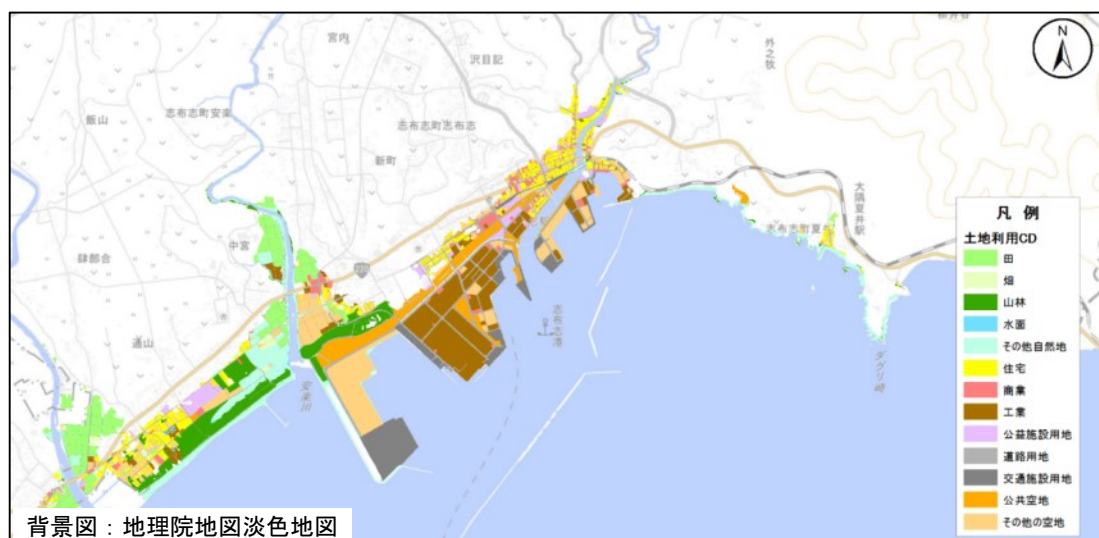 宮内
沢目記
外之牧
N
飯山
志布志町安楽
志布志町志布志
新町
中宮
肆部合
通山
安楽川
志布志港
志布志町夏井
大隅夏井駅
ダグリ崎
凡 例
土地利用CD
田
畑
山林
水面
その他自然地
住宅
商業
工業
公益施設用地
道路用地
交通施設用地
公共空地
その他の空地
背景図：地理院地図淡色地図